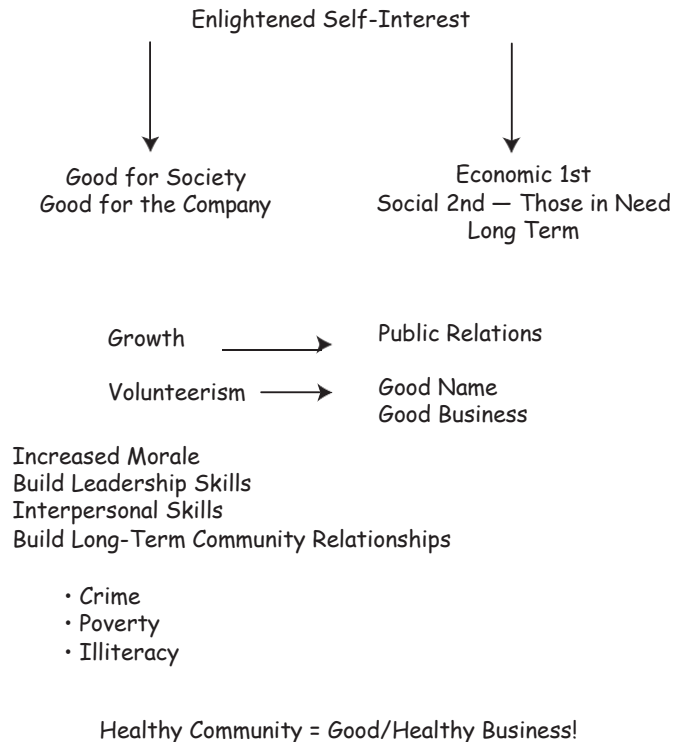 Enlightened Self-Interest
Good for Society
Good for the Company
Economic 1st
Social 2nd — Those in Need
Long Term
Growth
Public Relations
Volunteerism
Good Name
Good Business
Increased Morale
Build Leadership Skills
Interpersonal Skills
Build Long-Term Community Relationships
• Crime
• Poverty
• Illiteracy
Healthy Community = Good/Healthy Business!